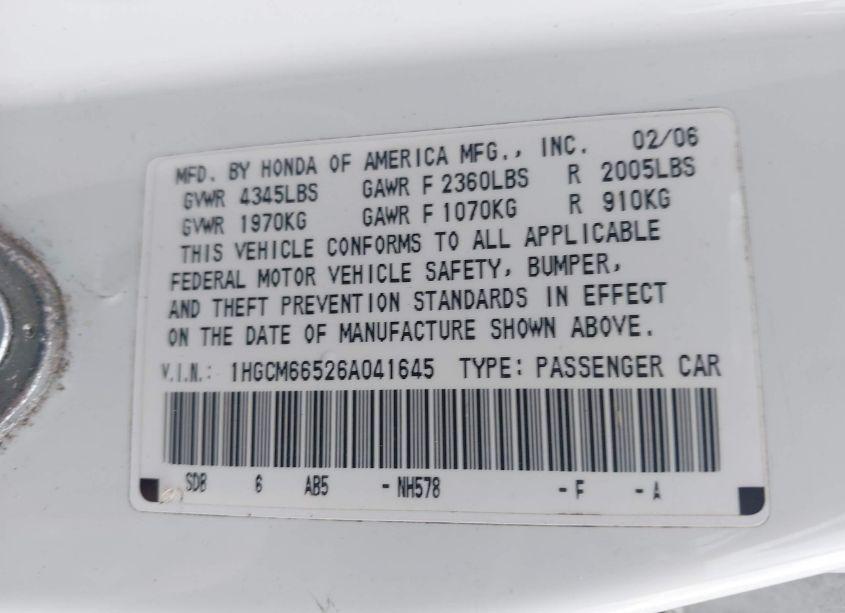 MFD. BY HONDA OF AMERICA MFG., INC. 02/06
GVWR 4345LBS GAWR F 2360LBS R 2005LBS
GVWR 1970KG GAWR F 1070KG R 910KG
THIS VEHICLE CONFORMS TO ALL APPLICABLE
FEDERAL MOTOR VEHICLE SAFETY, BUMPER,
AND THEFT PREVENTION STANDARDS IN EFFECT
ON THE DATE OF MANUFACTURE SHOWN ABOVE.
V.I.N.: 1HGCM66526A041645 TYPE: PASSENGER CAR
SDB 6 AB5 - NH578 - F - A